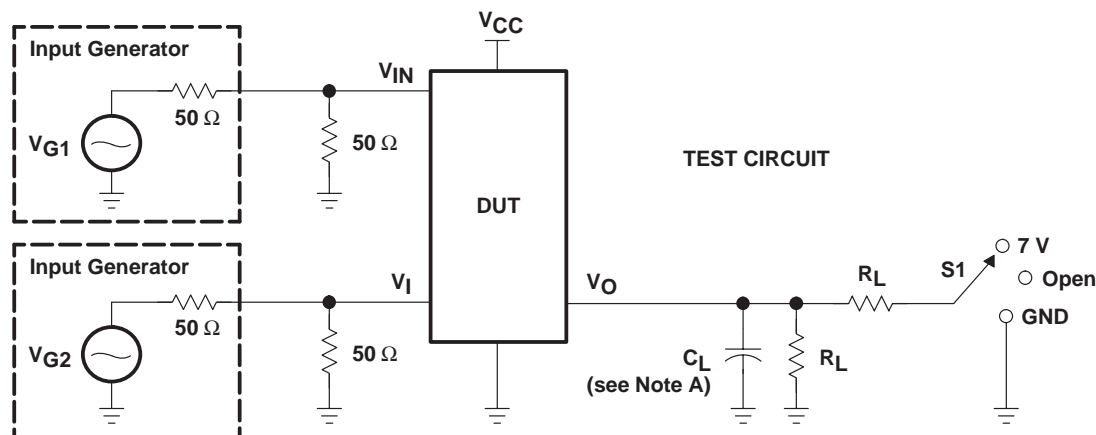 VCC
Input Generator
VIN
50 Ω
VG1
50 Ω
TEST CIRCUIT
DUT
7 V
Input Generator
RL
S1
Open
VI
VO
GND
50 Ω
VG2
50 Ω
CL
RL
(see Note A)